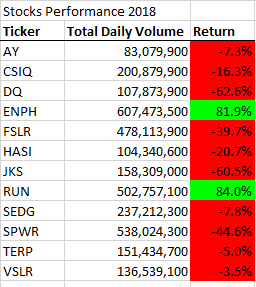 Stocks Performance 2018
Ticker Total Daily Volume Return
AY 83,079,900 -7.3%
CSIQ 200,879,900 -16.3%
DQ 107,873,900 -62.6%
ENPH 607,473,500 81.9%
FSLR 478,113,900 -39.7%
HASI 104,340,600 -20.7%
JKS 158,309,000 -60.5%
RUN 502,757,100 84.0%
SEDG 237,212,300 -7.8%
SPWR 538,024,300 -44.6%
TERP 151,434,700 -5.0%
VSLR 136,539,100 -3.5%